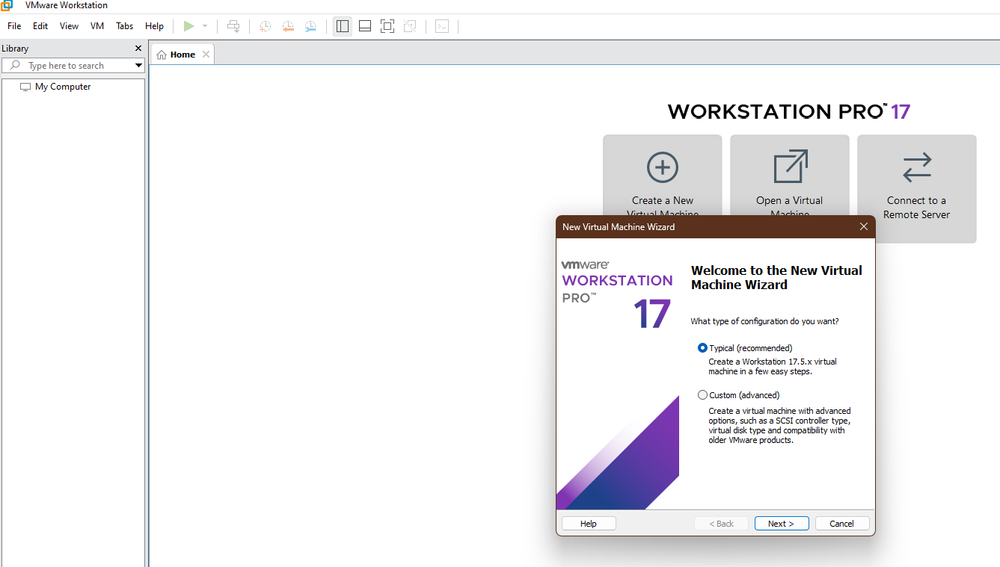 VMware Workstation
File Edit View VM Tabs Help
Library
Type here to search
My Computer
Home
WORKSTATION PRO™ 17
Create a New
Virtual Machine
Open a Virtual
Machine
Connect to a
Remote Server
New Virtual Machine Wizard
vmware®
WORKSTATION
PRO™
17
Welcome to the New Virtual
Machine Wizard
What type of configuration do you want?
Typical (recommended)
Create a Workstation 17.5.x virtual
machine in a few easy steps.
Custom (advanced)
Create a virtual machine with advanced
options, such as a SCSI controller type,
virtual disk type and compatibility with
older VMware products.
Help
< Back
Next >
Cancel